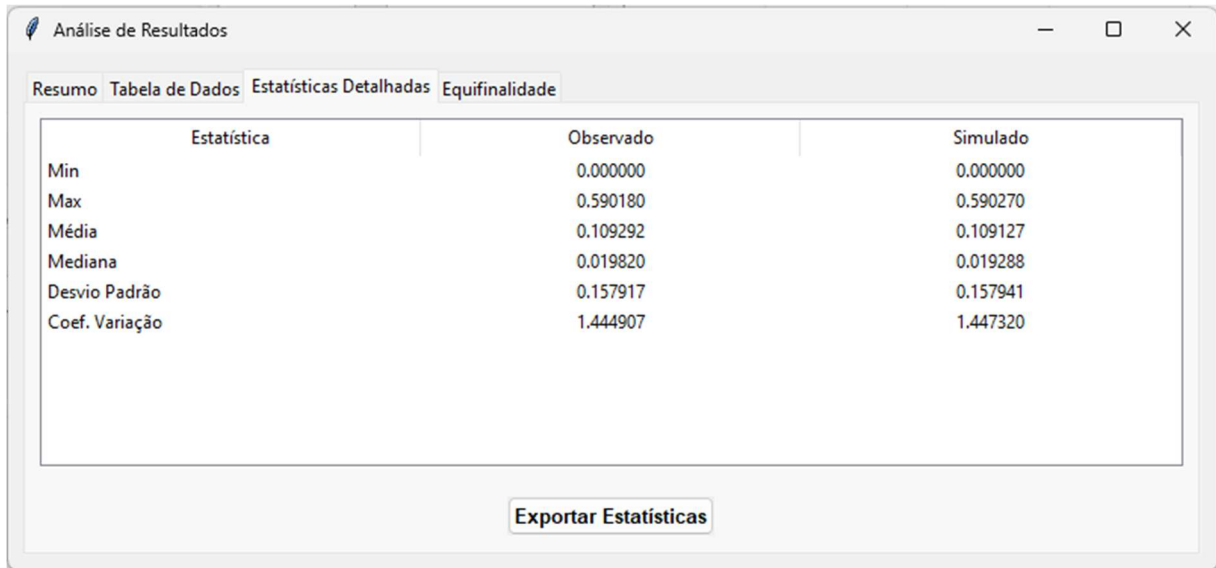 Análise de Resultados
Resumo Tabela de Dados Estatísticas Detalhadas Equifinalidade
Estatística Observado Simulado
Min 0.000000 0.000000
Max 0.590180 0.590270
Média 0.109292 0.109127
Mediana 0.019820 0.019288
Desvio Padrão 0.157917 0.157941
Coef. Variação 1.444907 1.447320
Exportar Estatísticas